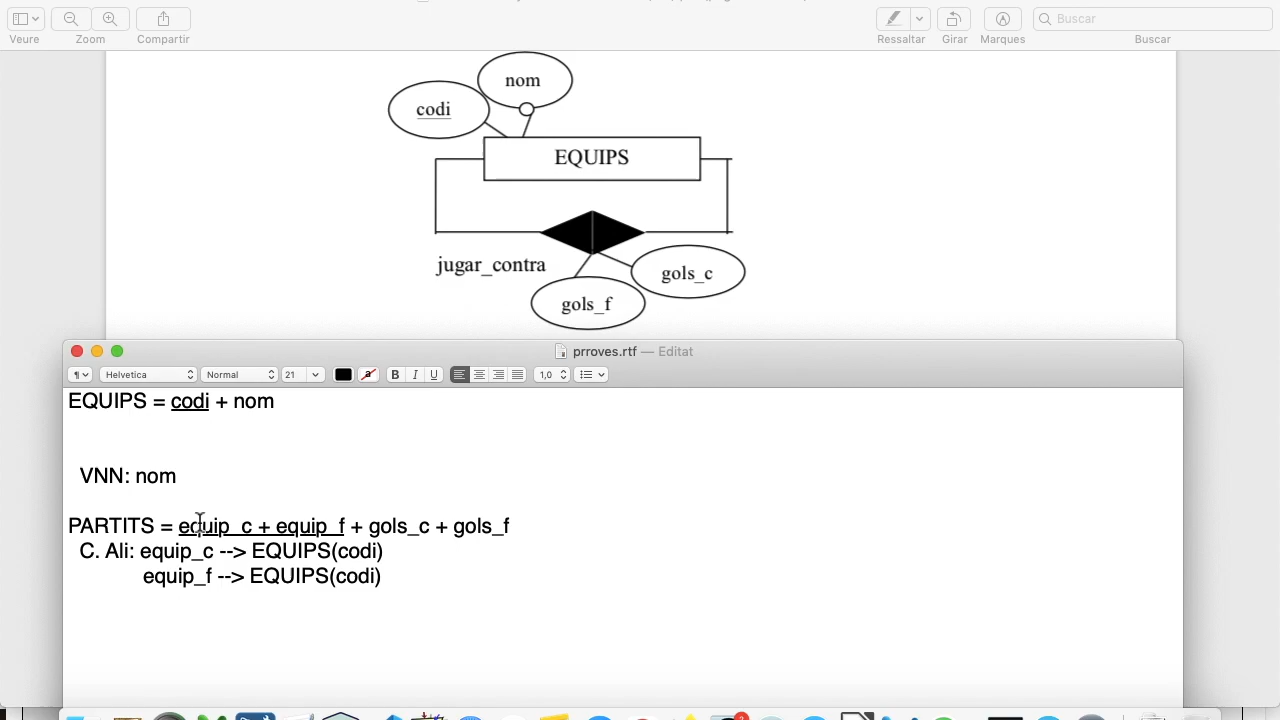 Veure
Zoom
Compartir
Ressaltar
Girar
Marques
Buscar
Buscar
nom
codi
EQUIPS
jugar_contra
gols_c
gols_f
prroves.rtf — Editat
¶
Helvetica
Normal
21
a
B
I
U
1,0
EQUIPS = codi + nom
VNN: nom
PARTITS = equip_c + equip_f + gols_c + gols_f
C. Ali: equip_c --> EQUIPS(codi)
equip_f --> EQUIPS(codi)